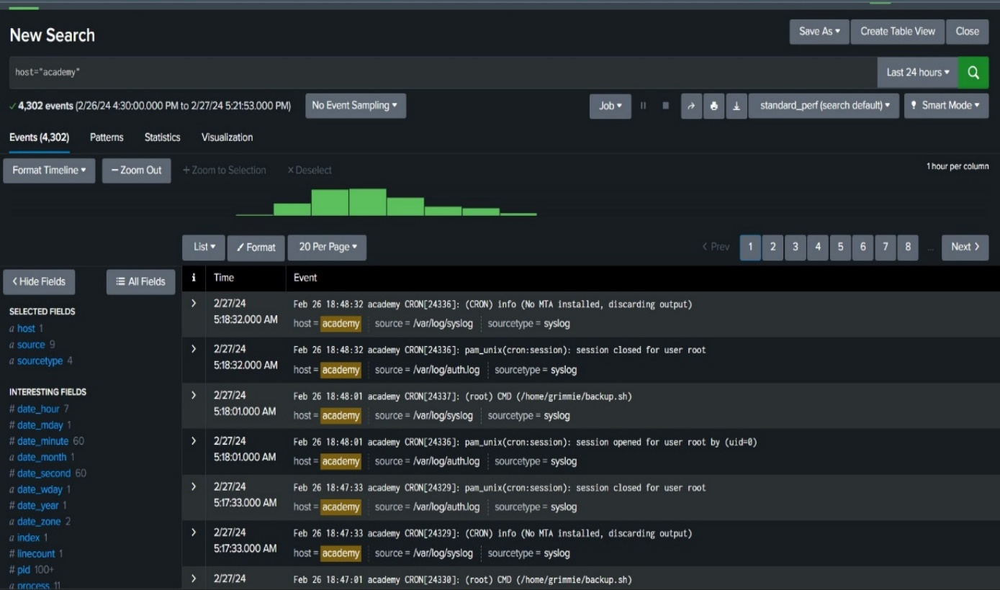 New Search
Save As Create Table View Close
host="academy"
Last 24 hours
4,302 events (2/26/24 4:30:00.000 PM to 2/27/24 5:21:53.000 PM)
No Event Sampling
Job
standard_perf (search default)
Smart Mode
Events (4,302) Patterns Statistics Visualization
Format Timeline
— Zoom Out
+ Zoom to Selection
× Deselect
1 hour per column
List
Format
20 Per Page
< Prev 1 2 3 4 5 6 7 8 ... Next >
< Hide Fields
All Fields
SELECTED FIELDS
a host 1
a source 9
a sourcetype 4
INTERESTING FIELDS
# date_hour 7
# date_mday 1
# date_minute 60
a date_month 1
# date_second 60
a date_wday 1
# date_year 1
a date_zone 2
a index 1
# linecount 1
# pid 100+
a process 11
i Time Event
> 2/27/24
5:18:32.000 AM
Feb 26 18:48:32 academy CRON[24336]: (CRON) info (No MTA installed, discarding output)
host = academy source = /var/log/syslog sourcetype = syslog
> 2/27/24
5:18:32.000 AM
Feb 26 18:48:32 academy CRON[24336]: pam_unix(cron:session): session closed for user root
host = academy source = /var/log/auth.log sourcetype = syslog
> 2/27/24
5:18:01.000 AM
Feb 26 18:48:01 academy CRON[24337]: (root) CMD (/home/grimmie/backup.sh)
host = academy source = /var/log/syslog sourcetype = syslog
> 2/27/24
5:18:01.000 AM
Feb 26 18:48:01 academy CRON[24336]: pam_unix(cron:session): session opened for user root by (uid=0)
host = academy source = /var/log/auth.log sourcetype = syslog
> 2/27/24
5:17:33.000 AM
Feb 26 18:47:33 academy CRON[24329]: pam_unix(cron:session): session closed for user root
host = academy source = /var/log/auth.log sourcetype = syslog
> 2/27/24
5:17:33.000 AM
Feb 26 18:47:33 academy CRON[24329]: (CRON) info (No MTA installed, discarding output)
host = academy source = /var/log/syslog sourcetype = syslog
> 2/27/24
Feb 26 18:47:01 academy CRON[24330]: (root) CMD (/home/grimmie/backup.sh)